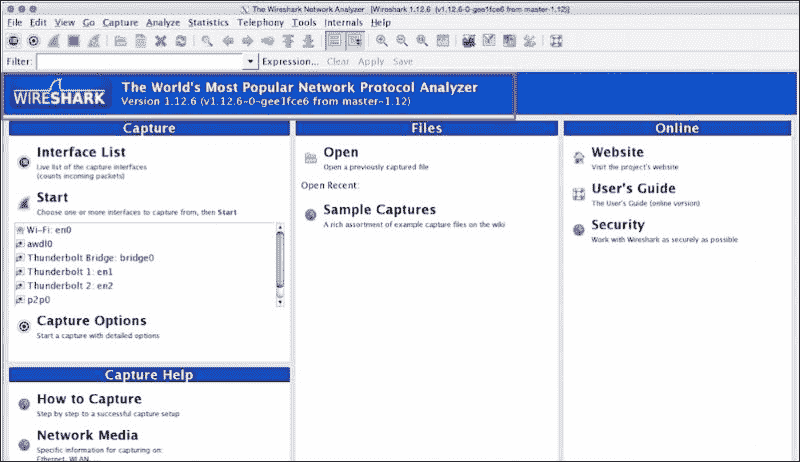 The Wireshark Network Analyzer [Wireshark 1.12.6 (v1.12.6-0-gee1fce6 from master-1.12)]
File Edit View Go Capture Analyze Statistics Telephony Tools Internals Help
Filter: Expression... Clear Apply Save
WIRESHARK
The World's Most Popular Network Protocol Analyzer
Version 1.12.6 (v1.12.6-0-gee1fce6 from master-1.12)
Capture
Interface List
Live list of the capture interfaces
(counts incoming packets)
Start
Choose one or more interfaces to capture from, then Start
Wi-Fi: en0
awdl0
Thunderbolt Bridge: bridge0
Thunderbolt 1: en1
Thunderbolt 2: en2
p2p0
Capture Options
Start a capture with detailed options
Capture Help
How to Capture
Step by step to a successful capture setup
Network Media
Specific information for capturing on:
Ethernet, WLAN, ...
Files
Open
Open a previously captured file
Open Recent:
Sample Captures
A rich assortment of example capture files on the wiki
Online
Website
Visit the project's website
User's Guide
The User's Guide (online version)
Security
Work with Wireshark as securely as possible